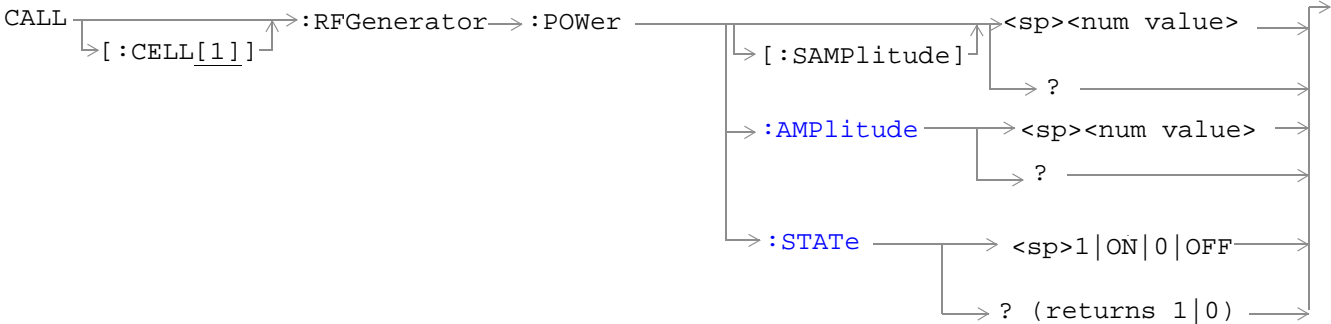 CALL :RFGenerator :POWer <sp><num value>
[:CELL[1]] [:SAMPlitude]
?
:AMPlitude <sp><num value>
?
:STATe <sp>1|ON|0|OFF
? (returns 1|0)